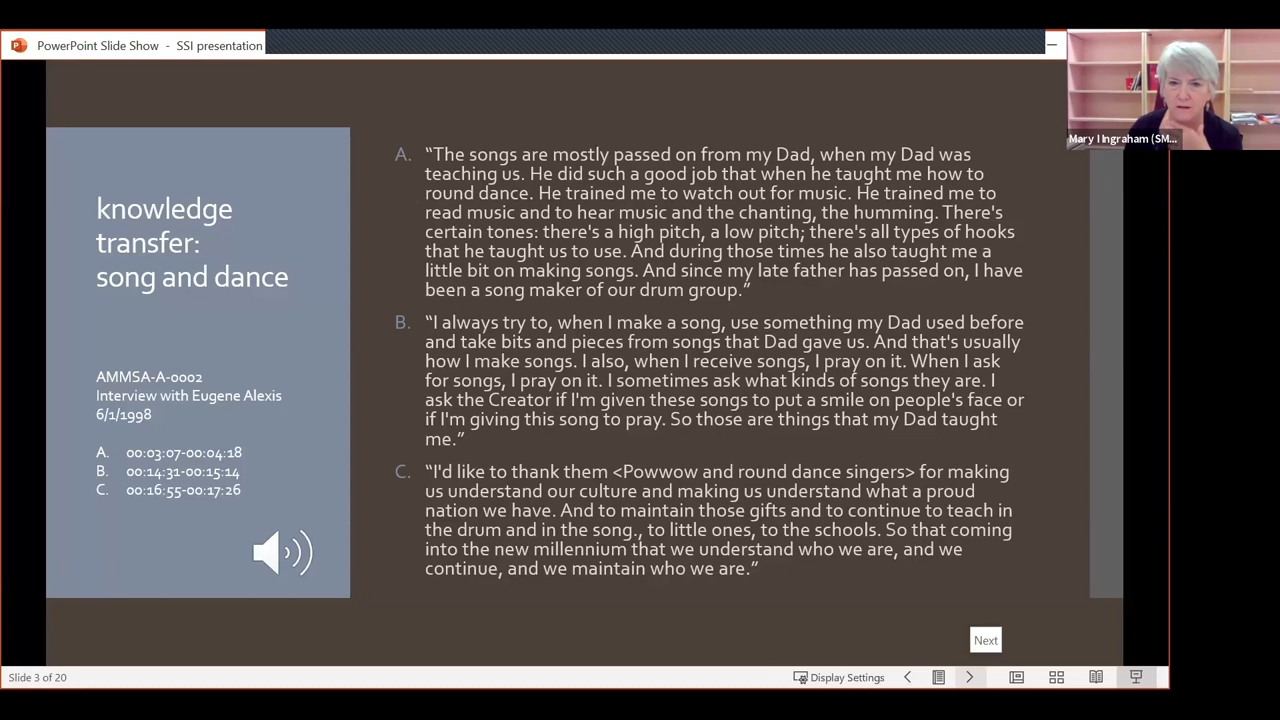 PowerPoint Slide Show - SSI presentation
Mary I Ingraham (SM...
knowledge
transfer:
song and dance
AMMSA-A-0002
Interview with Eugene Alexis
6/1/1998
A. 00:03:07-00:04:18
B. 00:14:31-00:15:14
C. 00:16:55-00:17:26
A. “The songs are mostly passed on from my Dad, when my Dad was
teaching us. He did such a good job that when he taught me how to
round dance. He trained me to watch out for music. He trained me to
read music and to hear music and the chanting, the humming. There's
certain tones: there's a high pitch, a low pitch; there's all types of hooks
that he taught us to use. And during those times he also taught me a
little bit on making songs. And since my late father has passed on, I have
been a song maker of our drum group.”
B. “I always try to, when I make a song, use something my Dad used before
and take bits and pieces from songs that Dad gave us. And that's usually
how I make songs. I also, when I receive songs, I pray on it. When I ask
for songs, I pray on it. I sometimes ask what kinds of songs they are. I
ask the Creator if I'm given these songs to put a smile on people's face or
if I'm giving this song to pray. So those are things that my Dad taught
me.”
C. “I'd like to thank them <Powwow and round dance singers> for making
us understand our culture and making us understand what a proud
nation we have. And to maintain those gifts and to continue to teach in
the drum and in the song., to little ones, to the schools. So that coming
into the new millennium that we understand who we are, and we
continue, and we maintain who we are.”
Next
Slide 3 of 20
Display Settings